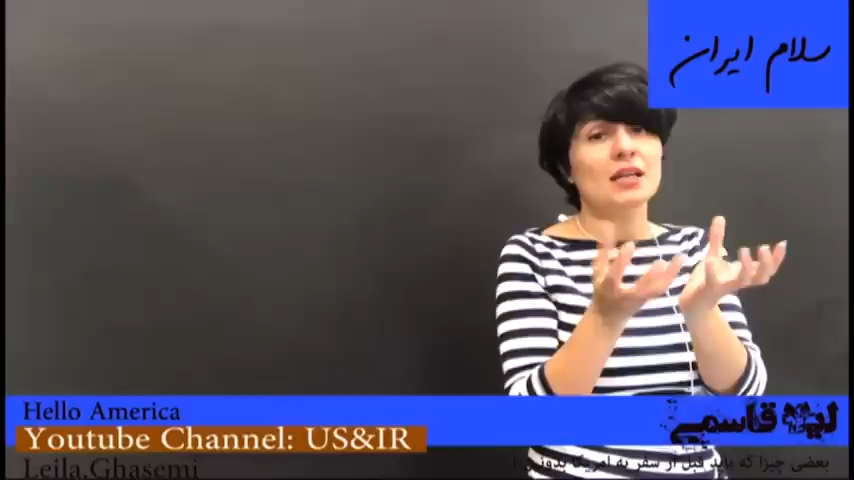 سلام ایران
Hello America
Youtube Channel: US&IR
لیلا قاسمی
Leila.Ghasemi
بعضی چیزا که باید قبل از سفر به امریکا بدونی